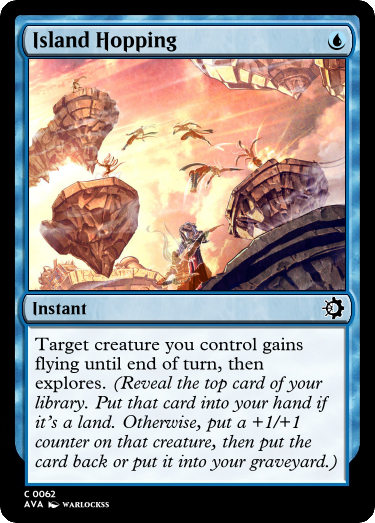 Island Hopping
Instant
Target creature you control gains
flying until end of turn, then
explores. (Reveal the top card of your
library. Put that card into your hand if
it's a land. Otherwise, put a +1/+1
counter on that creature, then put the
card back or put it into your graveyard.)
C 0062
AVA WARLOCKSS